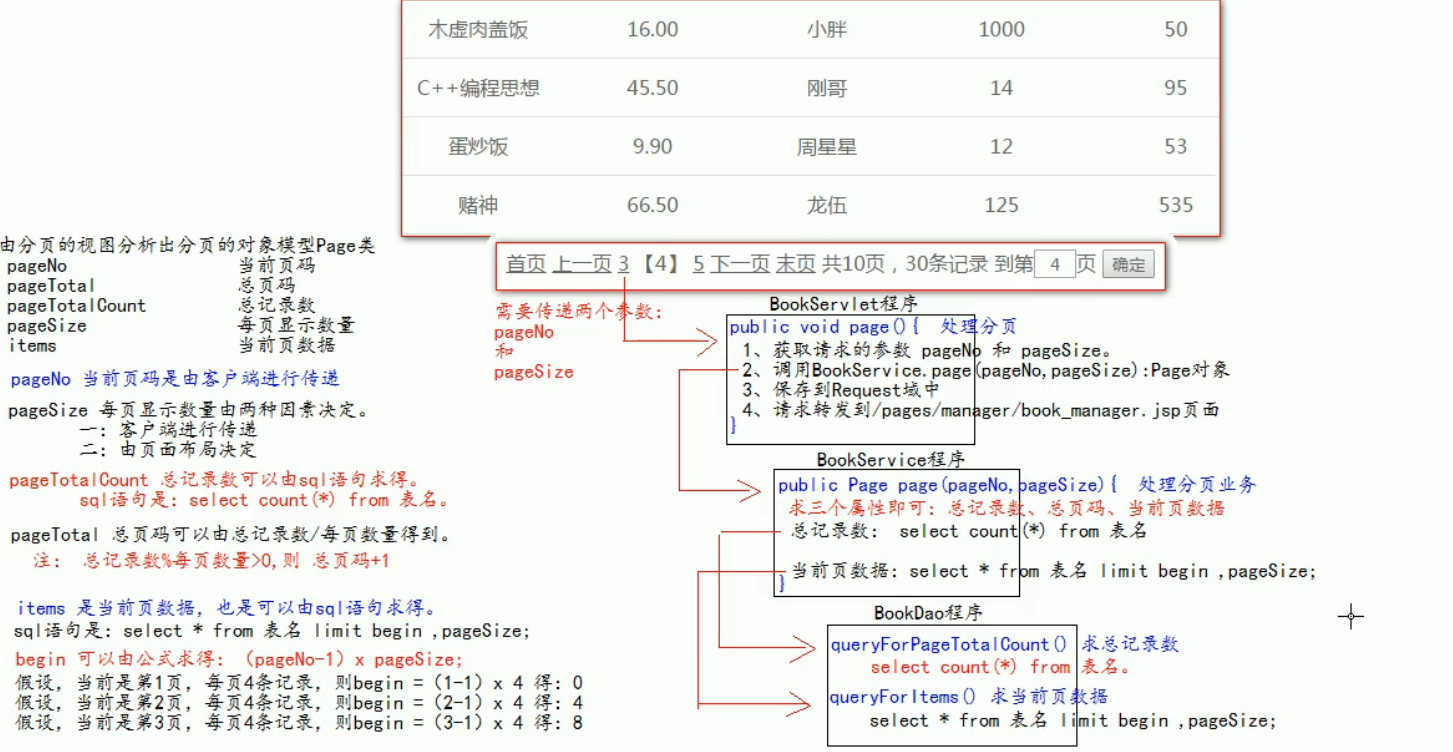 木虚肉盖饭 16.00 小胖 1000 50
C++编程思想 45.50 刚哥 14 95
蛋炒饭 9.90 周星星 12 53
赌神 66.50 龙伍 125 535
首页 上一页 3 【4】 5 下一页 末页 共10页，30条记录 到第 4 页 确定
由分页的视图分析出分页的对象模型Page类
pageNo 当前页码
pageTotal 总页码
pageTotalCount 总记录数
pageSize 每页显示数量
items 当前页数据
pageNo 当前页码是由客户端进行传递
pageSize 每页显示数量由两种因素决定。
一：客户端进行传递
二：由页面布局决定
pageTotalCount 总记录数可以由sql语句求得。
sql语句是：select count(*) from 表名。
pageTotal 总页码可以由总记录数/每页数量得到。
注： 总记录数%每页数量>0,则 总页码+1
items 是当前页数据，也是可以由sql语句求得。
sql语句是：select * from 表名 limit begin ,pageSize;
begin 可以由公式求得：（pageNo-1）x pageSize;
假设，当前是第1页，每页4条记录，则begin =（1-1）x 4 得：0
假设，当前是第2页，每页4条记录，则begin =（2-1）x 4 得：4
假设，当前是第3页，每页4条记录，则begin =（3-1）x 4 得：8
需要传递两个参数：
pageNo
和
pageSize
BookServlet程序
public void page(){ 处理分页
1、获取请求的参数 pageNo 和 pageSize。
2、调用BookService.page(pageNo,pageSize):Page对象
3、保存到Request域中
4、请求转发到/pages/manager/book_manager.jsp页面
}
BookService程序
public Page page(pageNo,pageSize){ 处理分页业务
求三个属性即可：总记录数、总页码、当前页数据
总记录数： select count(*) from 表名
当前页数据：select * from 表名 limit begin ,pageSize;
}
BookDao程序
queryForPageTotalCount() 求总记录数
select count(*) from 表名。
queryForItems() 求当前页数据
select * from 表名 limit begin ,pageSize;